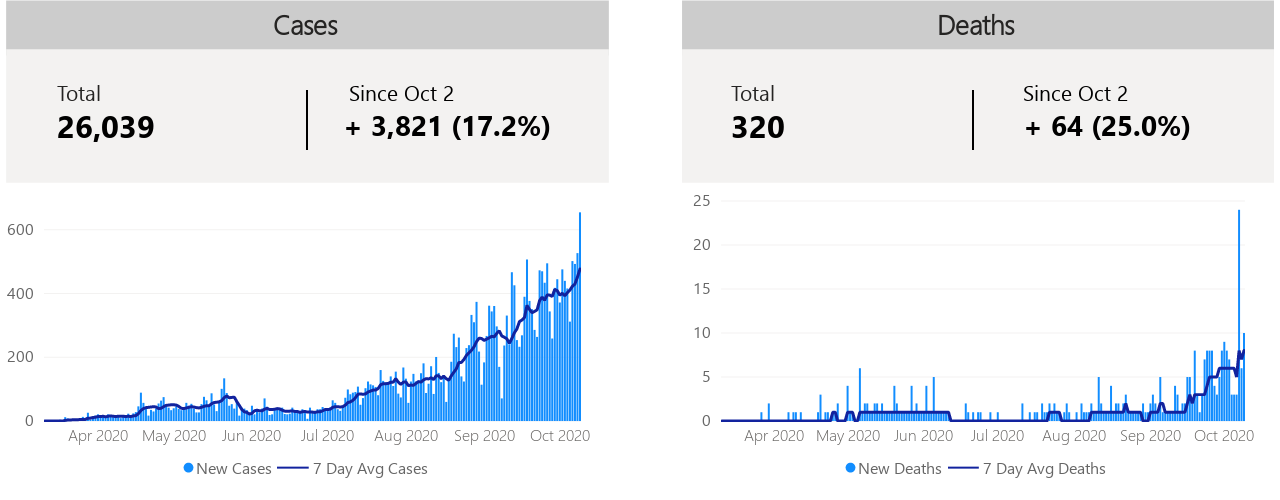 Cases
Total
26,039
Since Oct 2
+ 3,821 (17.2%)
600
400
200
0
Apr 2020 May 2020 Jun 2020 Jul 2020 Aug 2020 Sep 2020 Oct 2020
New Cases 7 Day Avg Cases
Deaths
Total
320
Since Oct 2
+ 64 (25.0%)
25
20
15
10
5
0
Apr 2020 May 2020 Jun 2020 Jul 2020 Aug 2020 Sep 2020 Oct 2020
New Deaths 7 Day Avg Deaths